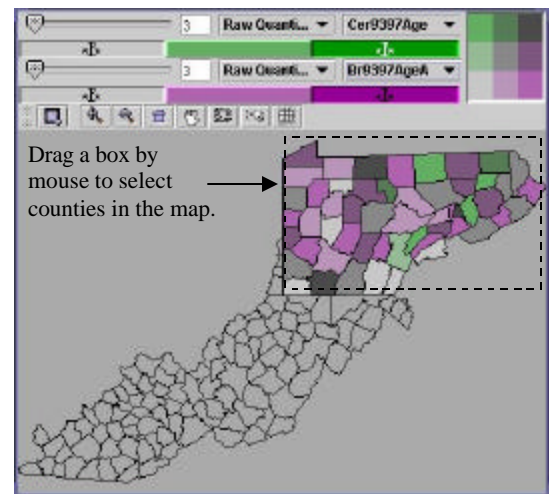 3 Raw Quanti... Cer9397Age
3 Raw Quanti... Br9397AgeA
Drag a box by
mouse to select
counties in the map.